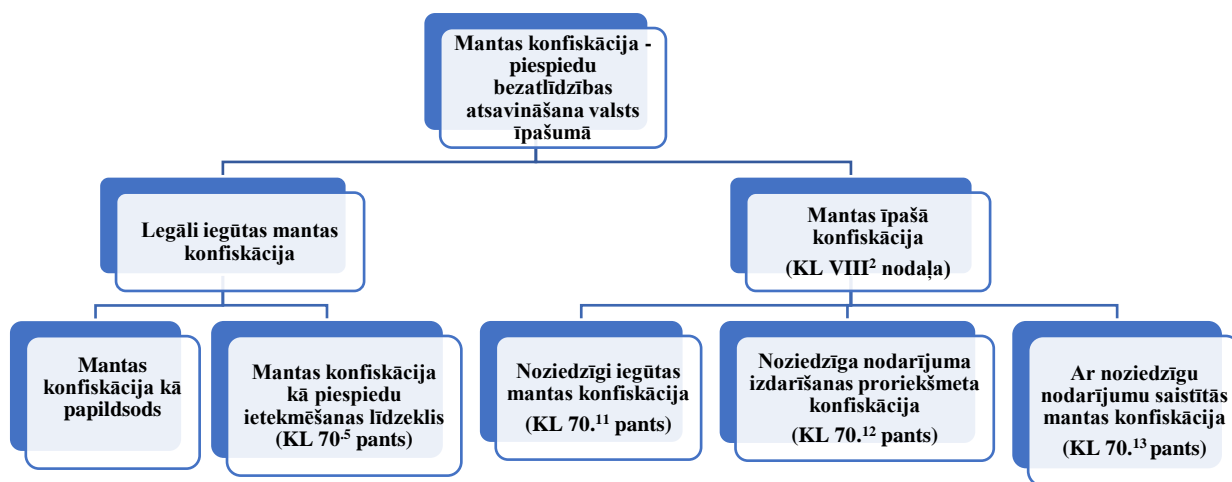 Mantas konfiskācija -
piespiedu
bezatlīdzības
atsavināšana valsts
īpašumā
Legāli iegūtas mantas
konfiskācija
Mantas īpašā
konfiskācija
(KL VIII² nodaļa)
Mantas
konfiskācija kā
papildsods
Mantas konfiskācija
kā piespiedu
ietekmēšanas līdzeklis
(KL 70.⁵ pants)
Noziedzīgi iegūtas
mantas konfiskācija
(KL 70.¹¹ pants)
Noziedzīga nodarījuma
izdarīšanas proriekšmeta
konfiskācija
(KL 70.¹² pants)
Ar noziedzīgu
nodarījumu saistītās
mantas konfiskācija
(KL 70.¹³ pants)